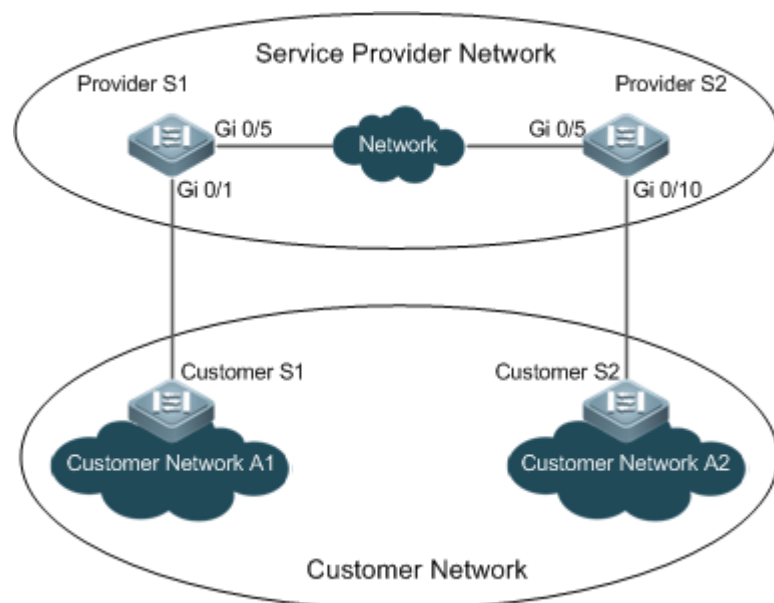 Service Provider Network
Provider S1
Provider S2
Gi 0/5
Network
Gi 0/5
Gi 0/1
Gi 0/10
Customer S1
Customer S2
Customer Network A1
Customer Network A2
Customer Network